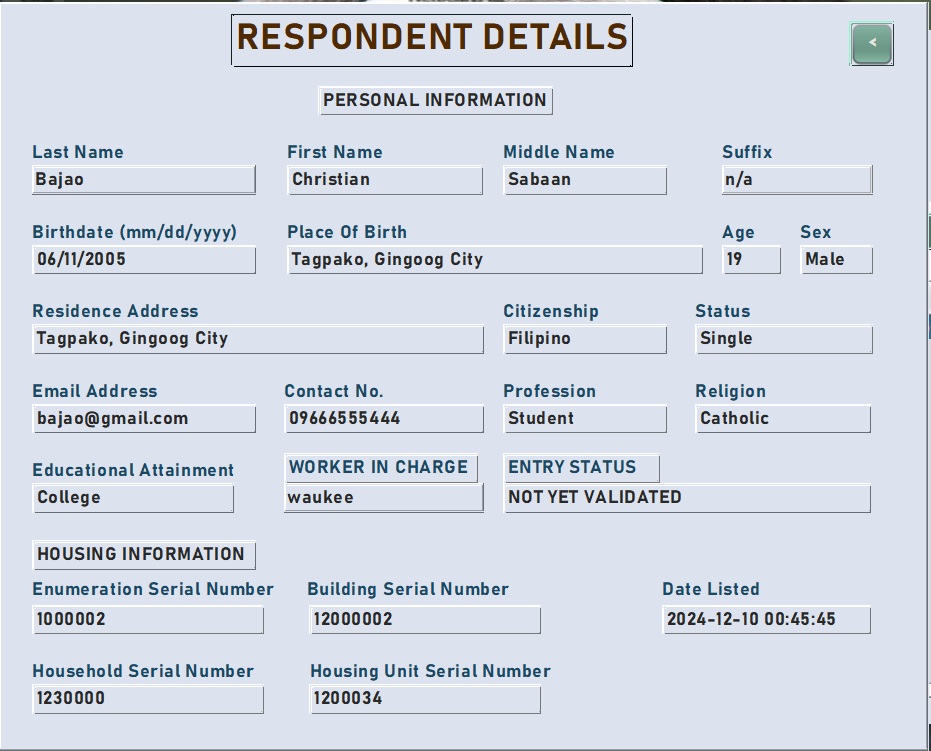 RESPONDENT DETAILS
<
PERSONAL INFORMATION
Last Name First Name Middle Name Suffix
Bajao Christian Sabaan n/a
Birthdate (mm/dd/yyyy) Place Of Birth Age Sex
06/11/2005 Tagpako, Gingoog City 19 Male
Residence Address Citizenship Status
Tagpako, Gingoog City Filipino Single
Email Address Contact No. Profession Religion
bajao@gmail.com 09666555444 Student Catholic
Educational Attainment WORKER IN CHARGE ENTRY STATUS
College waukee NOT YET VALIDATED
HOUSING INFORMATION
Enumeration Serial Number Building Serial Number Date Listed
1000002 12000002 2024-12-10 00:45:45
Household Serial Number Housing Unit Serial Number
1230000 1200034